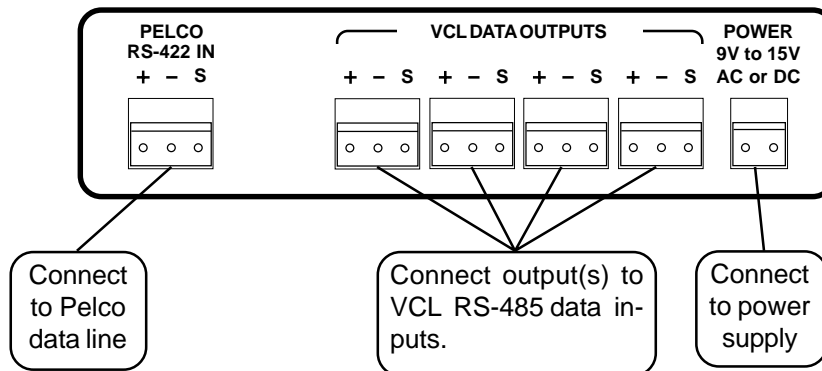 PELCO
RS-422 IN
+ − S
VCL DATA OUTPUTS
+ − S + − S + − S + − S
POWER
9V to 15V
AC or DC
Connect
to Pelco
data line
Connect output(s) to
VCL RS-485 data in-
puts.
Connect
to power
supply